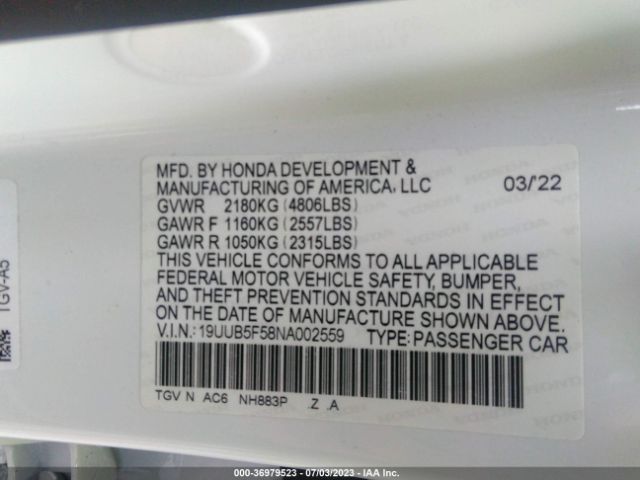 MFD. BY HONDA DEVELOPMENT &
MANUFACTURING OF AMERICA, LLC 03/'22
GVWR 2180KG (4806LBS)
GAWR F 1160KG (2557LBS)
GAWR R 1050KG (2315LBS)
THIS VEHICLE CONFORMS TO ALL APPLICABLE
FEDERAL MOTOR VEHICLE SAFETY, BUMPER,
AND THEFT PREVENTION STANDARDS IN EFFECT
ON THE DATE OF MANUFACTURE SHOWN ABOVE.
V.I.N.:19UUB5F58NA002559 TYPE:PASSENGER CAR
TGV N AC6 NH883P .Z .A
TGV-A5
000-36979523 - 07/03/2023 - IAA Inc.